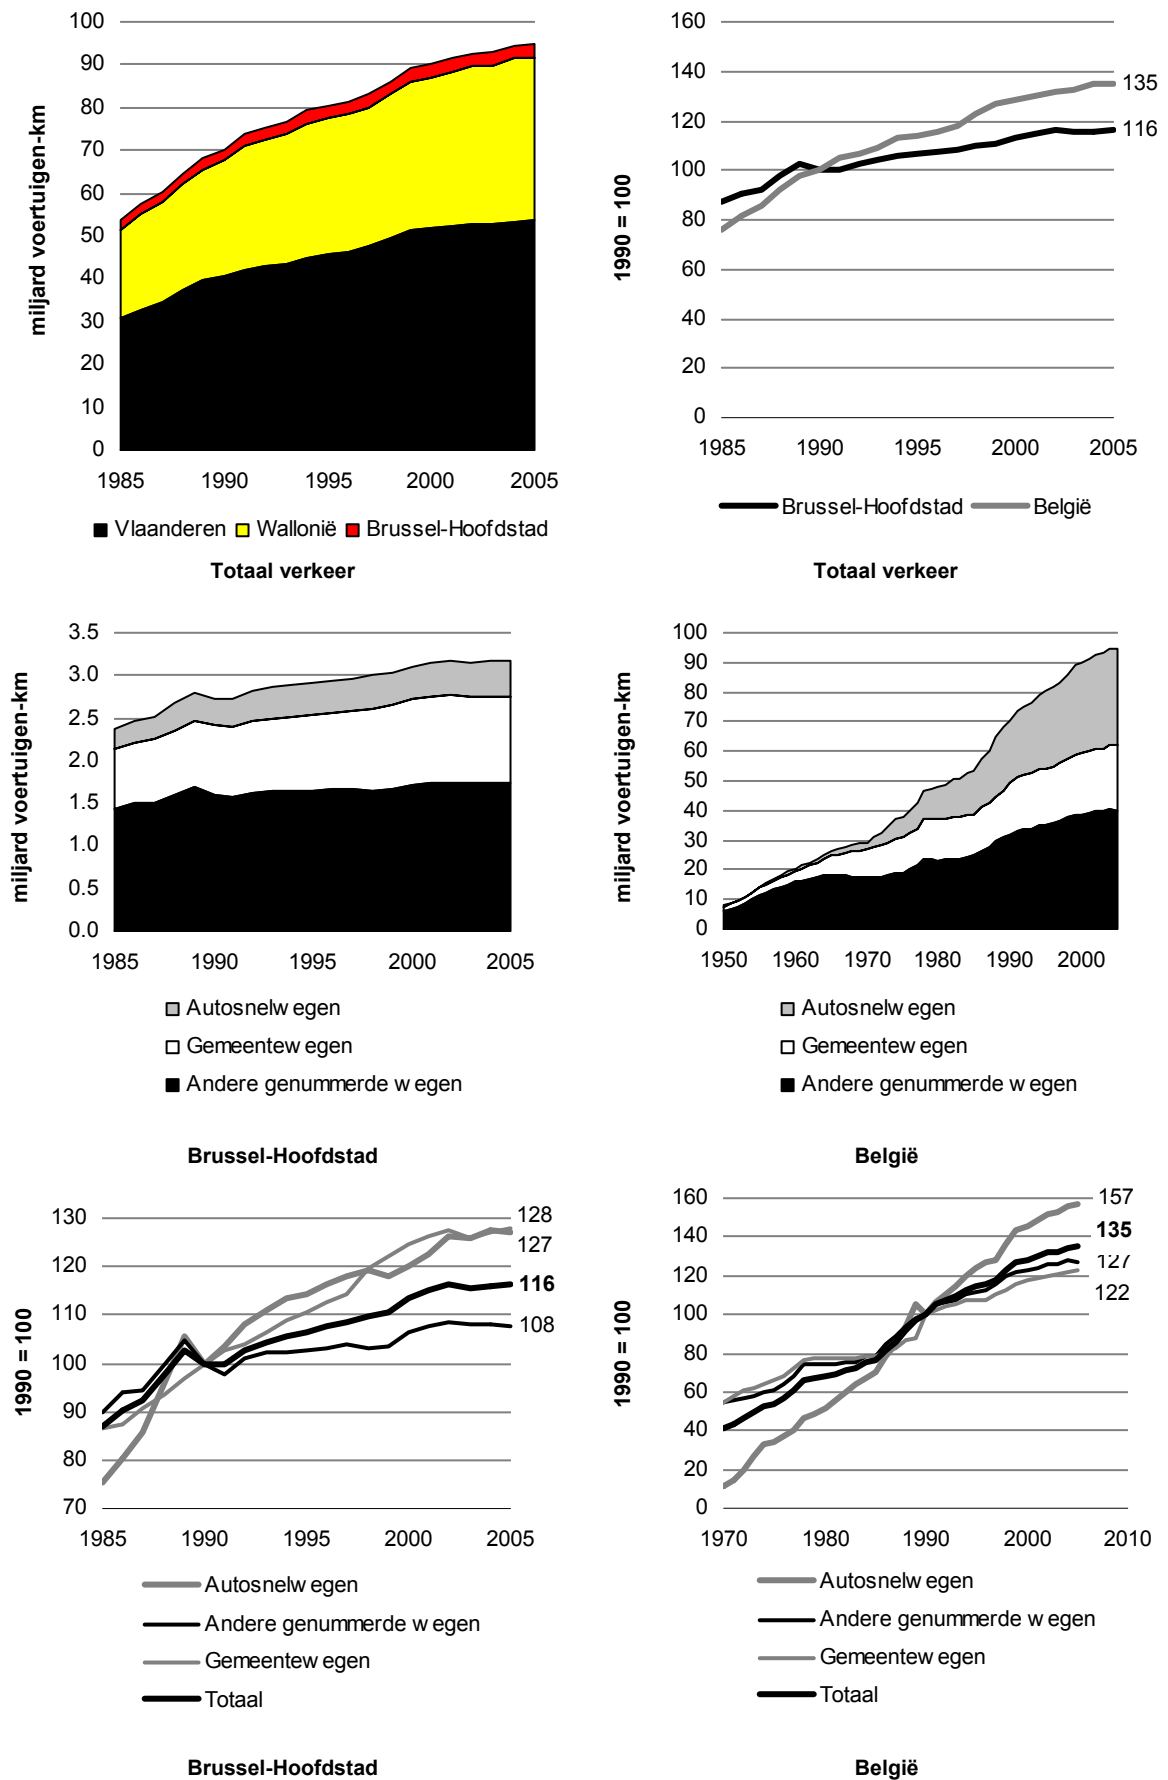 100
90
80
70
60
50
40
30
20
10
0
miljard voertuigen-km
1985 1990 1995 2000 2005
Vlaanderen Wallonië Brussel-Hoofdstad
Totaal verkeer
160
140
120
100
80
60
40
20
0
1990 = 100
135
116
1985 1990 1995 2000 2005
Brussel-Hoofdstad België
Totaal verkeer
3.5
3.0
2.5
2.0
1.5
1.0
0.5
0.0
miljard voertuigen-km
1985 1990 1995 2000 2005
Autosnelw egen
Gemeentew egen
Andere genummerde w egen
Brussel-Hoofdstad
100
90
80
70
60
50
40
30
20
10
0
miljard voertuigen-km
1950 1960 1970 1980 1990 2000
Autosnelw egen
Gemeentew egen
Andere genummerde w egen
België
130
120
110
100
90
80
70
1990 = 100
128
127
116
108
1985 1990 1995 2000 2005
Autosnelw egen
Andere genummerde w egen
Gemeentew egen
Totaal
Brussel-Hoofdstad
160
140
120
100
80
60
40
20
0
1990 = 100
157
135
127
122
1970 1980 1990 2000 2010
Autosnelw egen
Andere genummerde w egen
Gemeentew egen
Totaal
België